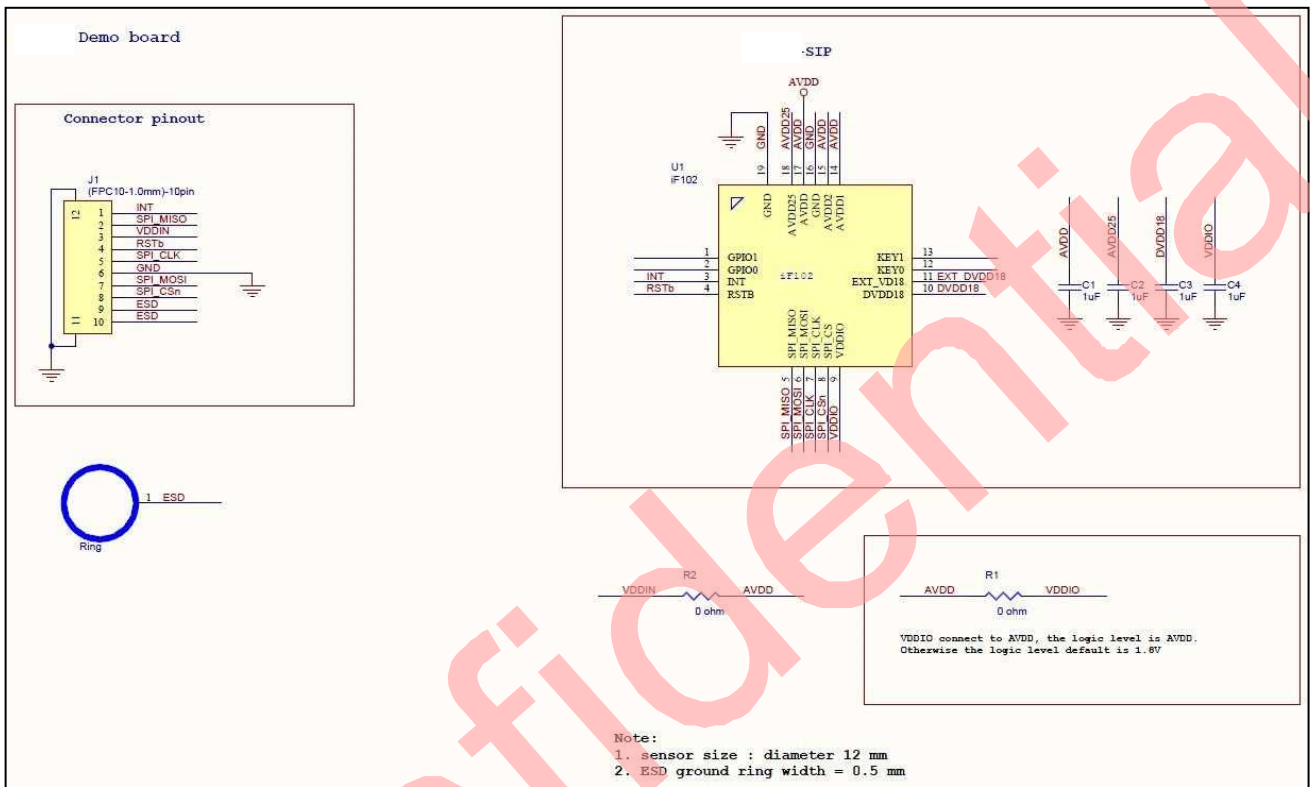 Demo board
-SIP
Connector pinout
J1
(FPC10-1.0mm)-10pin
12
11
1 INT
2 SPI_MISO
3 VDDIN
4 RSTb
5 SPI_CLK
6 GND
7 SPI_MOSI
8 SPI_CSn
9 ESD
10 ESD
1 ESD
Ring
AVDD
GND
AVDD25
AVDD
GND
AVDD
AVDD
19
18
17
16
15
14
U1
iF102
GND
AVDD25
AVDD
GND
AVDD2
AVDD1
1 GPIO1
2 GPIO0
INT 3 INT
RSTb 4 RSTB
iF102
KEY1 13
KEY0 12
EXT_VD18 11 EXT_DVDD18
DVDD18 10 DVDD18
SPI_MISO
SPI_MOSI
SPI_CLK
SPI_CS
VDDIO
5
6
7
8
9
SPI_MISO
SPI_MOSI
SPI_CLK
SPI_CSn
VDDIO
AVDD
C1
1uF
AVDD25
C2
1uF
DVDD18
C3
1uF
VDDIO
C4
1uF
R2
VDDIN AVDD
0 ohm
R1
AVDD VDDIO
0 ohm
VDDIO connect to AVDD, the logic level is AVDD.
Otherwise the logic level default is 1.8V
Note:
1. sensor size : diameter 12 mm
2. ESD ground ring width = 0.5 mm
fidential